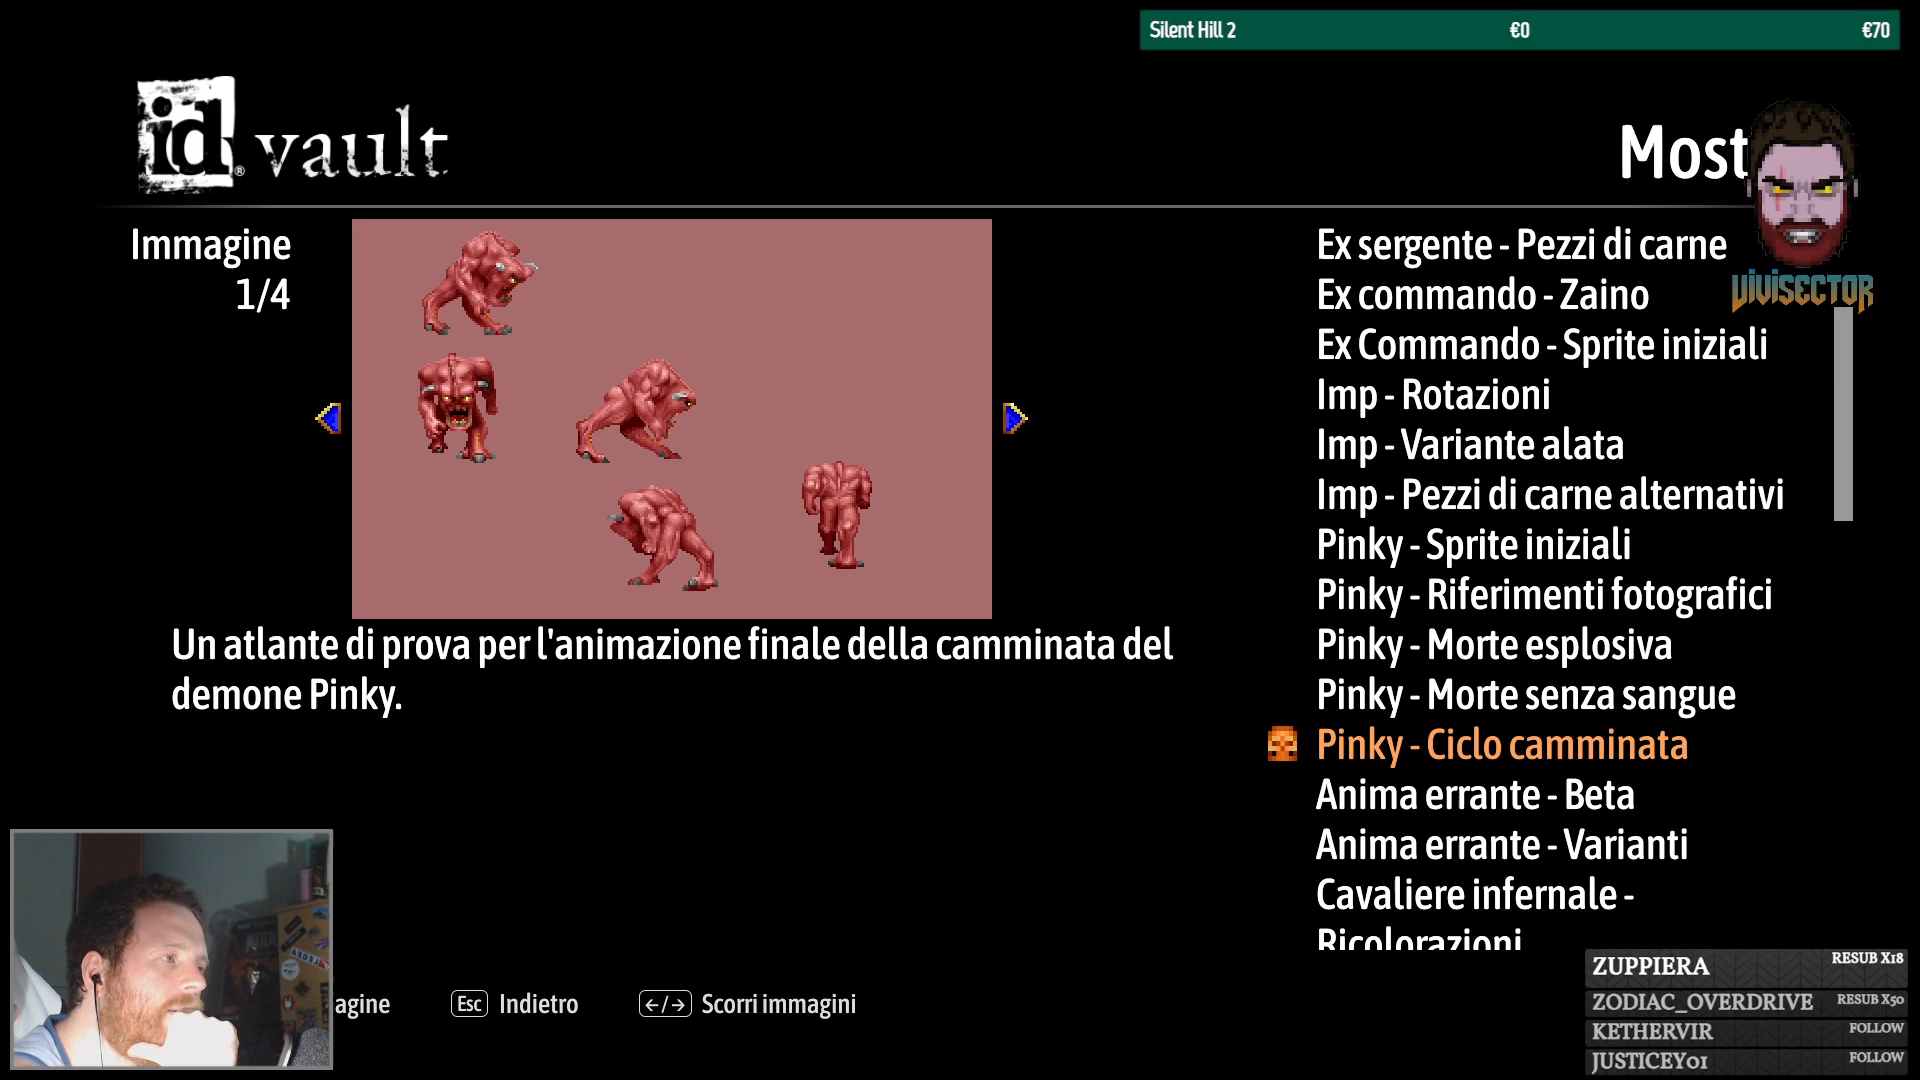 Silent Hill 2 €0 €70
id® vault
Most
VIVISECTOR
Immagine
1/4
Un atlante di prova per l'animazione finale della camminata del
demone Pinky.
Ex sergente - Pezzi di carne
Ex commando - Zaino
Ex Commando - Sprite iniziali
Imp - Rotazioni
Imp - Variante alata
Imp - Pezzi di carne alternativi
Pinky - Sprite iniziali
Pinky - Riferimenti fotografici
Pinky - Morte esplosiva
Pinky - Morte senza sangue
Pinky - Ciclo camminata
Anima errante - Beta
Anima errante - Varianti
Cavaliere infernale -
Ricolorazioni
agine Esc Indietro ←/→ Scorri immagini
ZUPPIERA RESUB X18
ZODIAC_OVERDRIVE RESUB X50
KETHERVIR FOLLOW
JUSTICEY01 FOLLOW